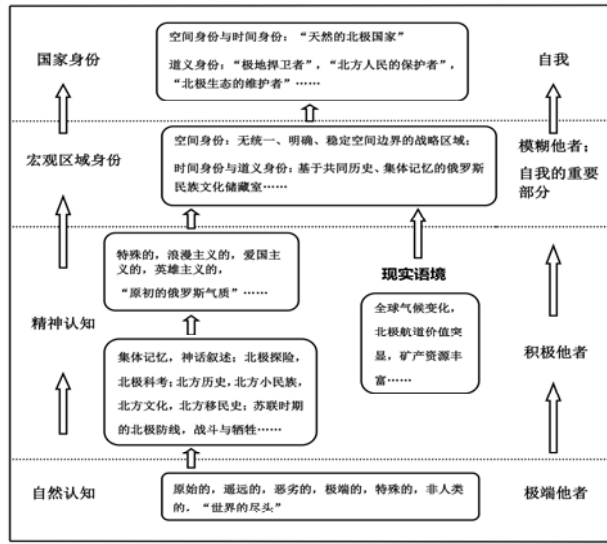 国家身份
空间身份与时间身份：“天然的北极国家”
道义身份：“极地捍卫者”，“北方人民的保护者”，
“北极生态的维护者”……
自我
宏观区域身份
空间身份：无统一、明确、稳定空间边界的战略区域；
时间身份与道义身份：基于共同历史、集体记忆的俄罗斯
民族文化储藏室……
模糊他者；
自我的重要
部分
精神认知
特殊的，浪漫主义的，爱国主
义的，英雄主义的，
“原初的俄罗斯气质”……
集体记忆，神话叙述；北极探险，
北极科考；北方历史，北方小民族，
北方文化，北方移民史；苏联时期
的北极防线，战斗与牺牲……
现实语境
全球气候变化，
北极航道价值突
显，矿产资源丰
富……
积极他者
自然认知
原始的，遥远的，恶劣的，极端的，特殊的，非人类
的，“世界的尽头”
极端他者